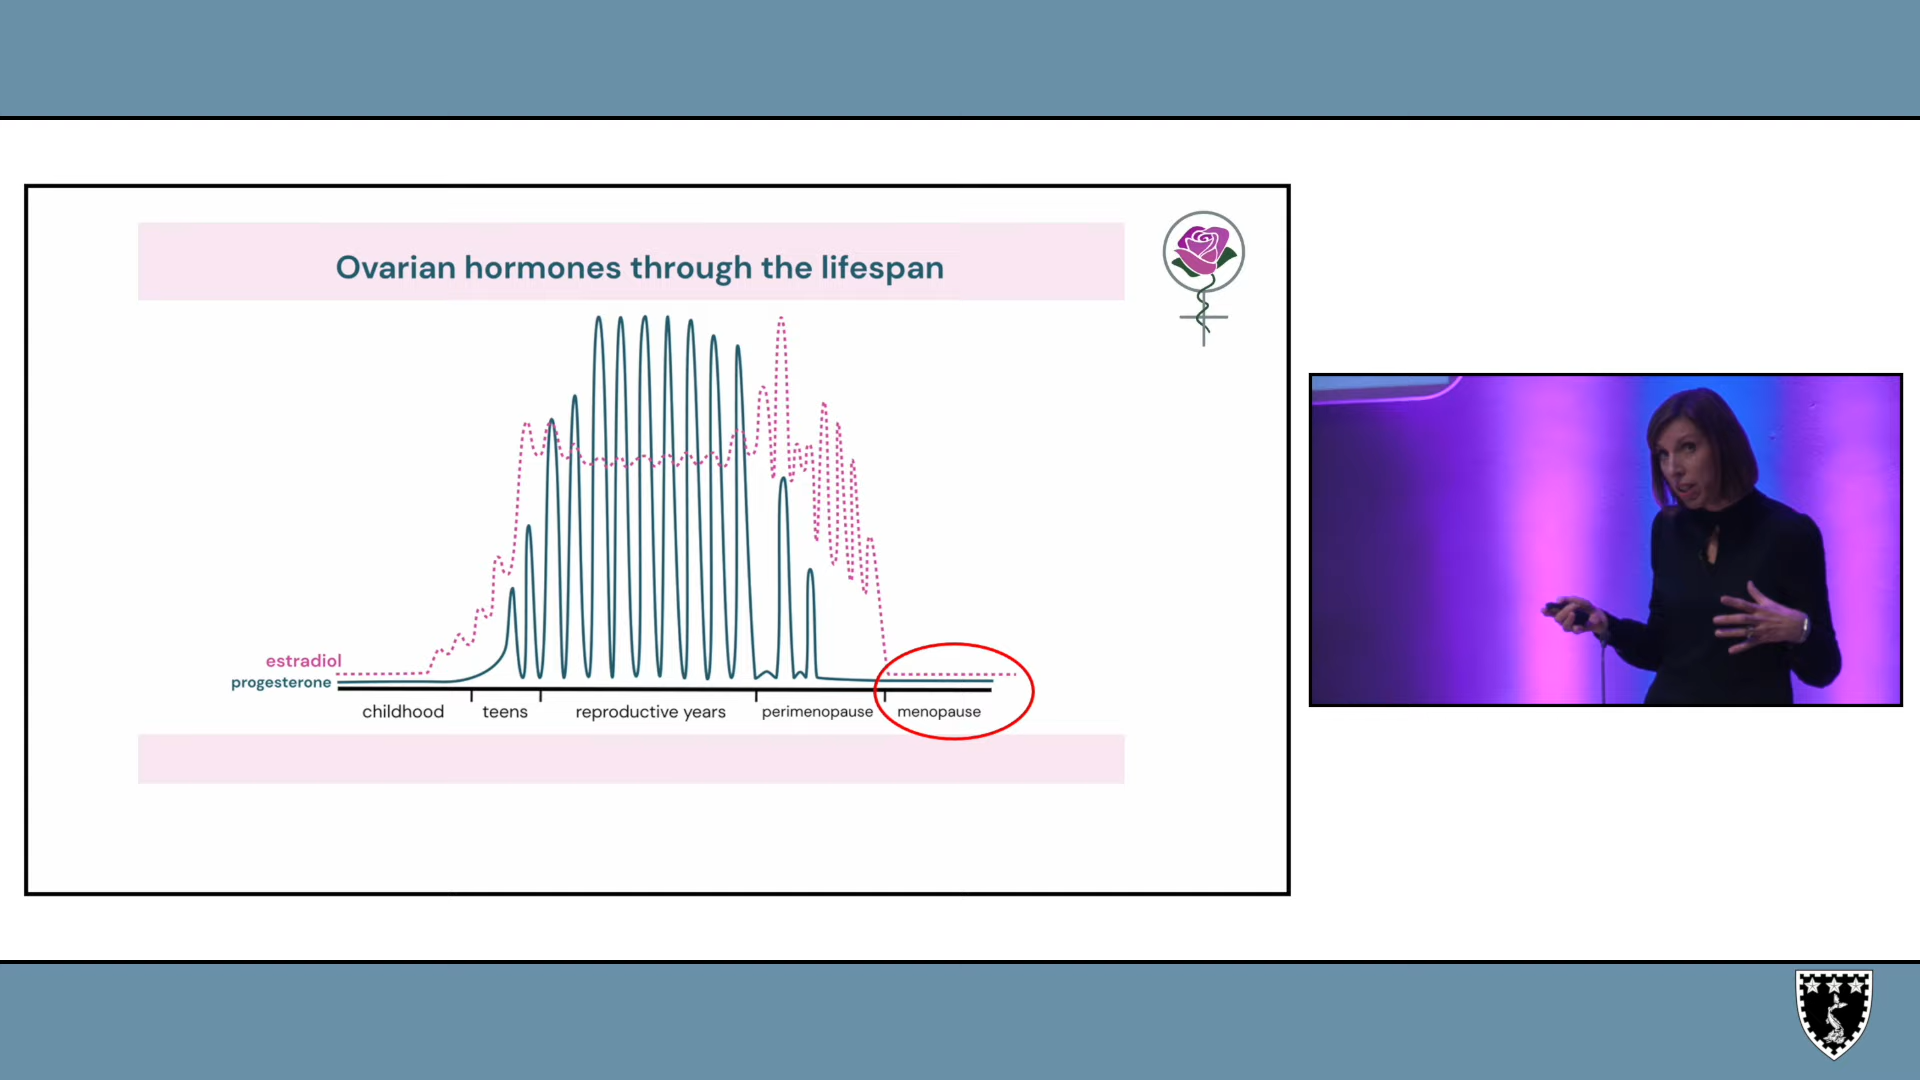 Ovarian hormones through the lifespan
estradiol
progesterone
childhood
teens
reproductive years
perimenopause
menopause